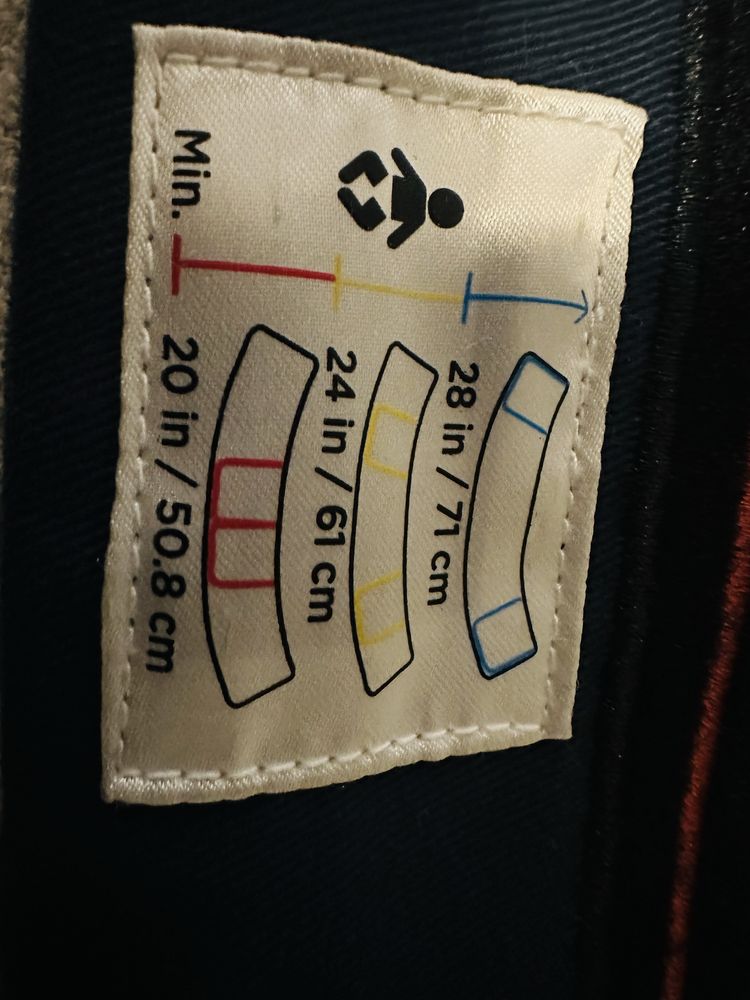 28 in / 71 cm
24 in / 61 cm
Min. 20 in / 50.8 cm